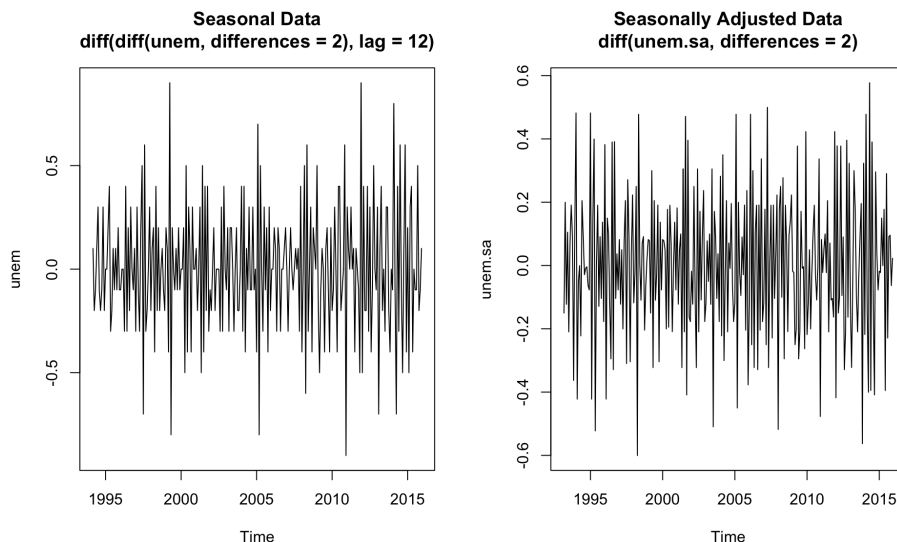 Seasonal Data
diff(diff(unem, differences = 2), lag = 12)
unem
0.5
0.0
-0.5
1995
2000
2005
2010
2015
Time
Seasonally Adjusted Data
diff(unem.sa, differences = 2)
unem.sa
0.6
0.4
0.2
0.0
-0.2
-0.4
-0.6
1995
2000
2005
2010
2015
Time